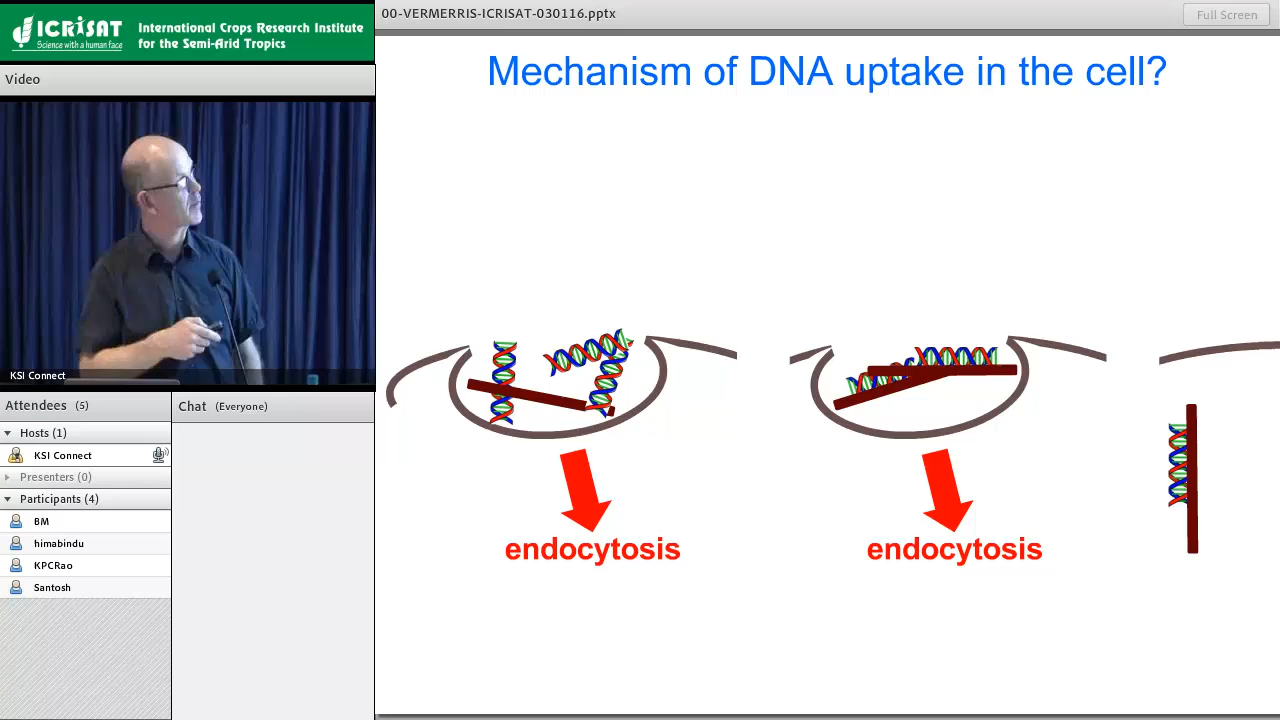 ICRISAT
Science with a human face
International Crops Research Institute
for the Semi-Arid Tropics
00-VERMERRIS-ICRISAT-030116.pptx
Full Screen
Video
KSI Connect
Attendees (5)
Hosts (1)
KSI Connect
Presenters (0)
Participants (4)
BM
himabindu
KPCRao
Santosh
Chat (Everyone)
Mechanism of DNA uptake in the cell?
endocytosis
endocytosis